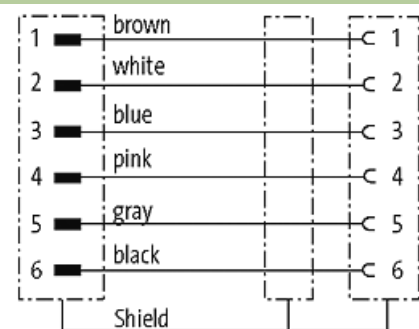 1 brown 1
2 white 2
3 blue 3
4 pink 4
5 gray 5
6 black 6
Shield